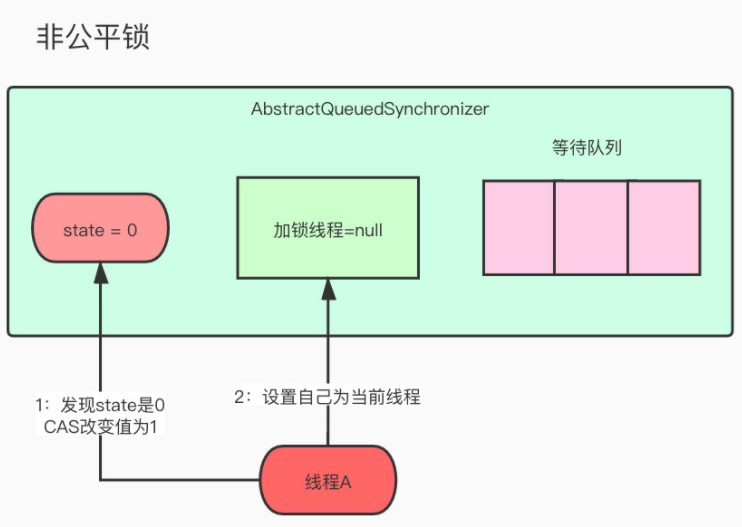 非公平锁
AbstractQueuedSynchronizer
等待队列
state = 0
加锁线程=null
1：发现state是0
CAS改变值为1
2：设置自己为当前线程
线程A